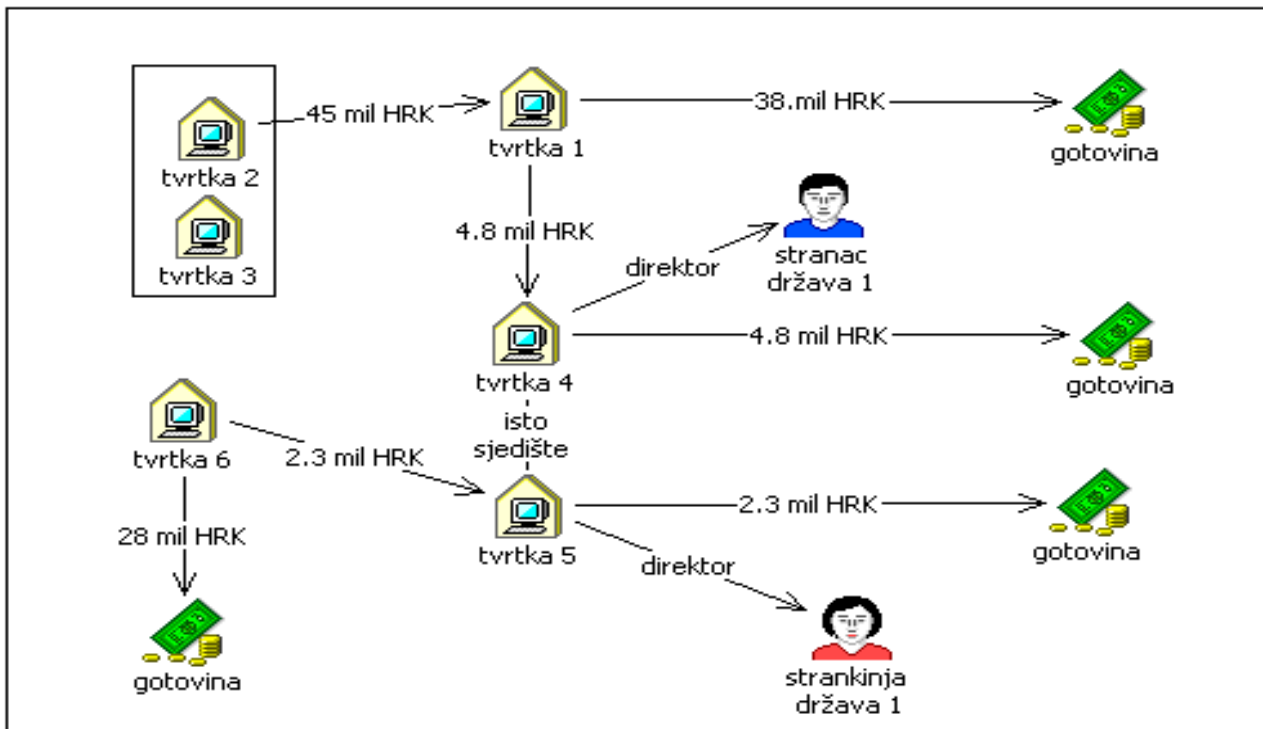 45 mil HRK
38.mil HRK
tvrtka 1
gotovina
tvrtka 2
tvrtka 3
4.8 mil HRK
direktor
stranac
država 1
4.8 mil HRK
tvrtka 4
gotovina
isto
sjedište
tvrtka 6
2.3 mil HRK
2.3 mil HRK
tvrtka 5
gotovina
28 mil HRK
direktor
gotovina
strankinja
država 1